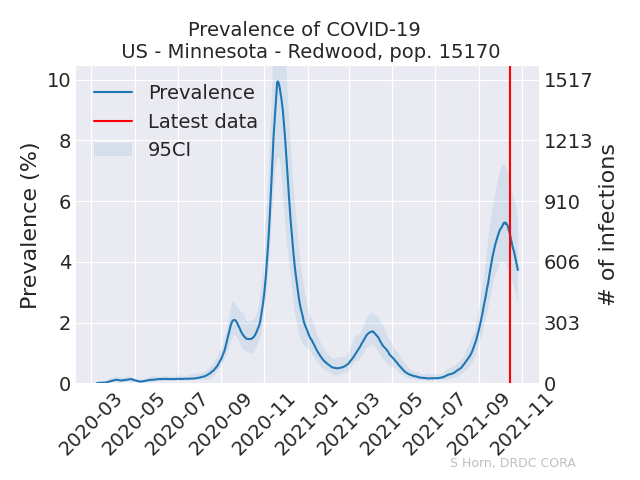 Prevalence of COVID-19
US - Minnesota - Redwood, pop. 15170
Prevalence
Latest data
95CI
Prevalence (%)
10
8
6
4
2
0
1517
1213
910
606
303
0
# of infections
2020-03
2020-05
2020-07
2020-09
2020-11
2021-01
2021-03
2021-05
2021-07
2021-09
2021-11
S Horn, DRDC CORA